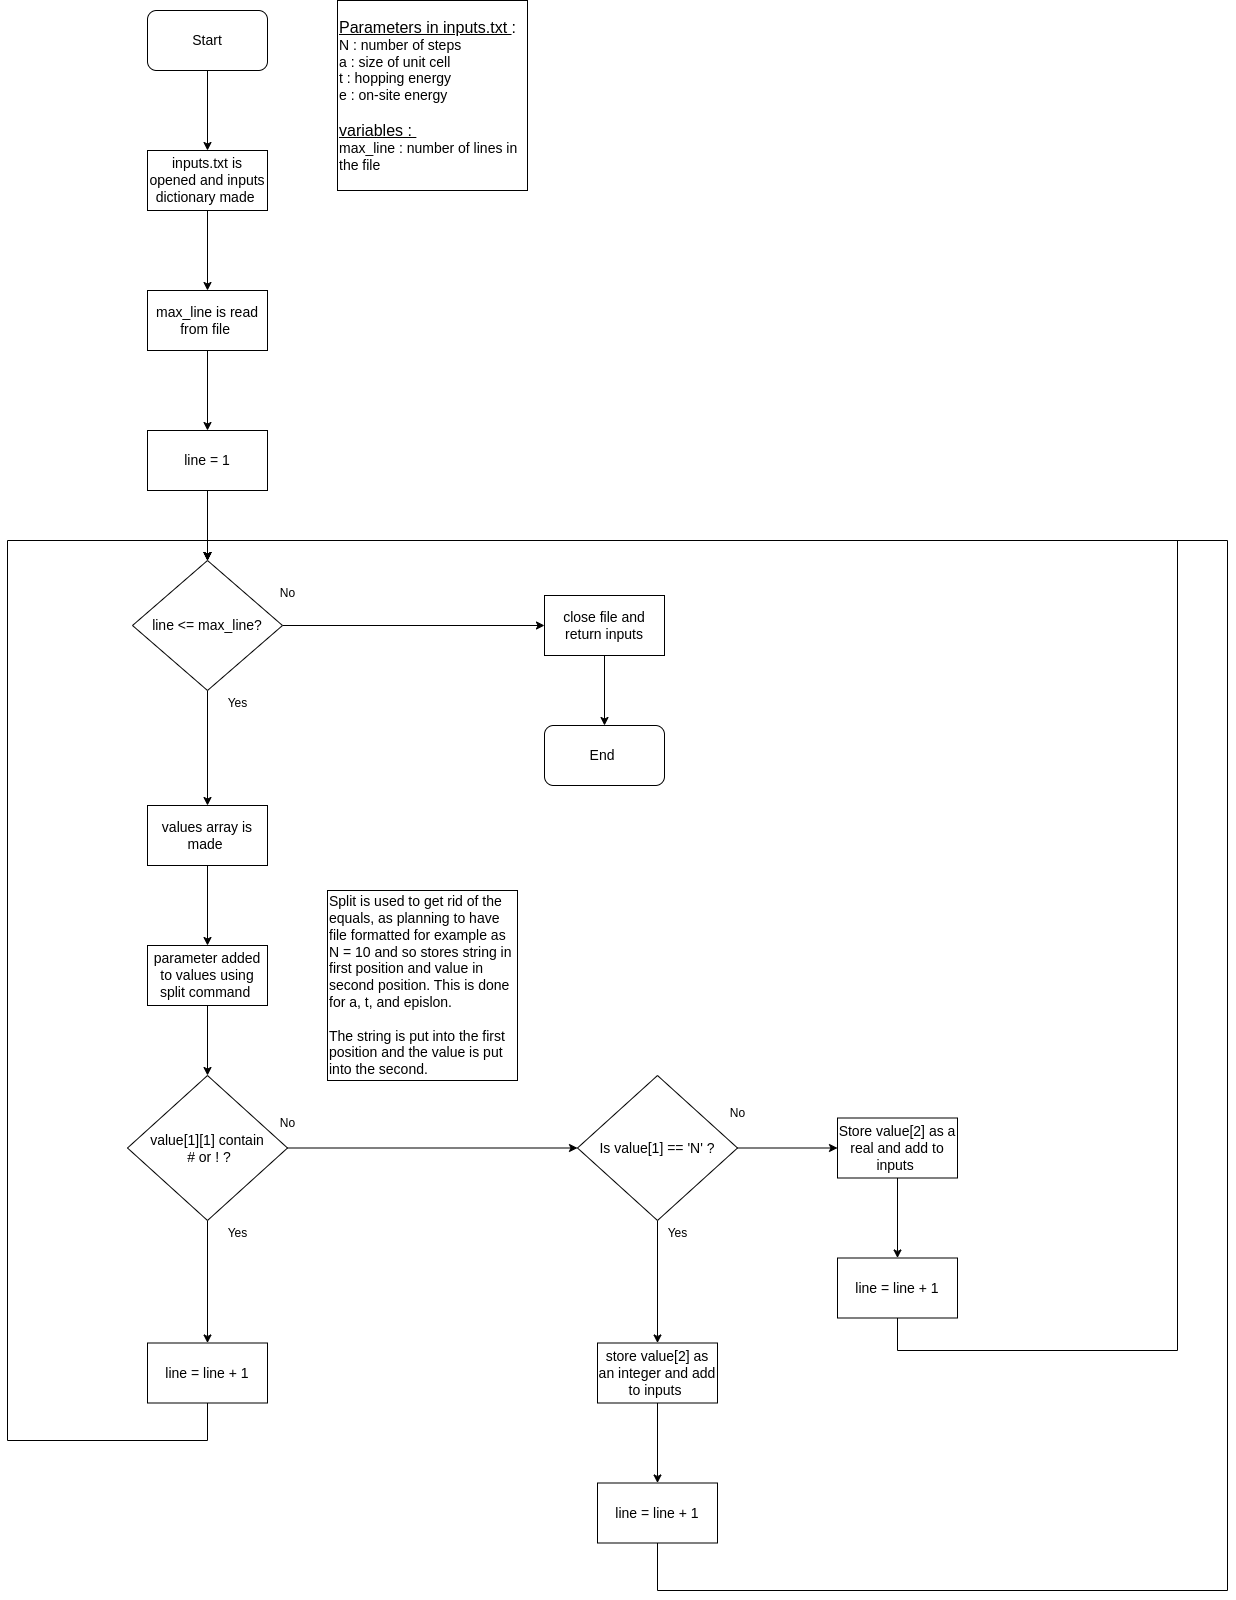 Start
Parameters in inputs.txt :
N : number of steps
a : size of unit cell
t : hopping energy
e : on-site energy
variables :
max_line : number of lines in
the file
inputs.txt is
opened and inputs
dictionary made
max_line is read
from file
line = 1
line <= max_line?
No
Yes
close file and
return inputs
End
values array is
made
parameter added
to values using
split command
Split is used to get rid of the
equals, as planning to have
file formatted for example as
N = 10 and so stores string in
first position and value in
second position. This is done
for a, t, and epislon.
The string is put into the first
position and the value is put
into the second.
value[1][1] contain
# or ! ?
No
Yes
Is value[1] == 'N' ?
No
Yes
Store value[2] as a
real and add to
inputs
line = line + 1
line = line + 1
store value[2] as
an integer and add
to inputs
line = line + 1